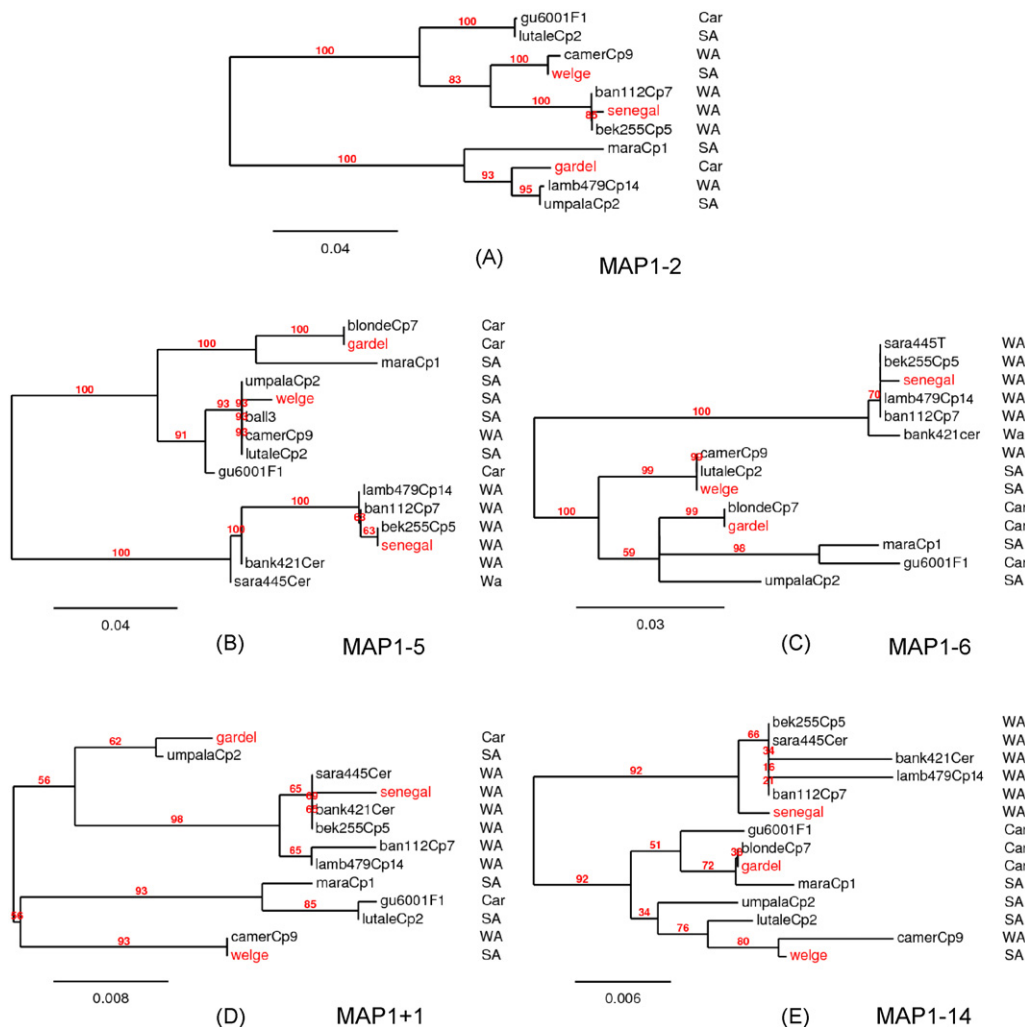 100
gu6001F1 Car
lutaleCp2 SA
100
100
camerCp9 WA
welge SA
83
ban112Cp7 WA
100
senegal WA
bek255Cp5 WA
maraCp1 SA
100
gardel Car
93
lamb479Cp14 WA
95
umpalaCp2 SA
0.04
(A) MAP1-2
blondeCp7 Car
100
gardel Car
100
maraCp1 SA
umpalaCp2 SA
100
welge SA
93 93
ball3 SA
93
camerCp9 WA
93
91
lutaleCp2 SA
gu6001F1 Car
lamb479Cp14 WA
100
ban112Cp7 WA
63
bek255Cp5 WA
100
63
senegal WA
100
bank421Cer WA
sara445Cer Wa
0.04
(B) MAP1-5
sara445T WA
bek255Cp5 WA
senegal WA
70
lamb479Cp14 WA
ban112Cp7 WA
100
bank421cer Wa
camerCp9 WA
99
99
lutaleCp2 SA
welge SA
blondeCp7 Car
100
99
gardel Car
maraCp1 SA
59
98
gu6001F1 Car
umpalaCp2 SA
0.03
(C) MAP1-6
gardel Car
62
umpalaCp2 SA
56
sara445Cer WA
65
senegal WA
bank421Cer WA
98
bek255Cp5 WA
ban112Cp7 WA
65
lamb479Cp14 WA
maraCp1 SA
93
gu6001F1 Car
85
lutaleCp2 SA
56
camerCp9 WA
93
welge SA
0.008
(D) MAP1+1
bek255Cp5 WA
66
sara445Cer WA
34
bank421Cer WA
92
16
lamb479Cp14 WA
21
ban112Cp7 WA
senegal WA
gu6001F1 Car
51
blondeCp7 Car
72
gardel Car
92
maraCp1 SA
umpalaCp2 SA
34
lutaleCp2 SA
76
camerCp9 WA
80
welge SA
0.006
(E) MAP1-14